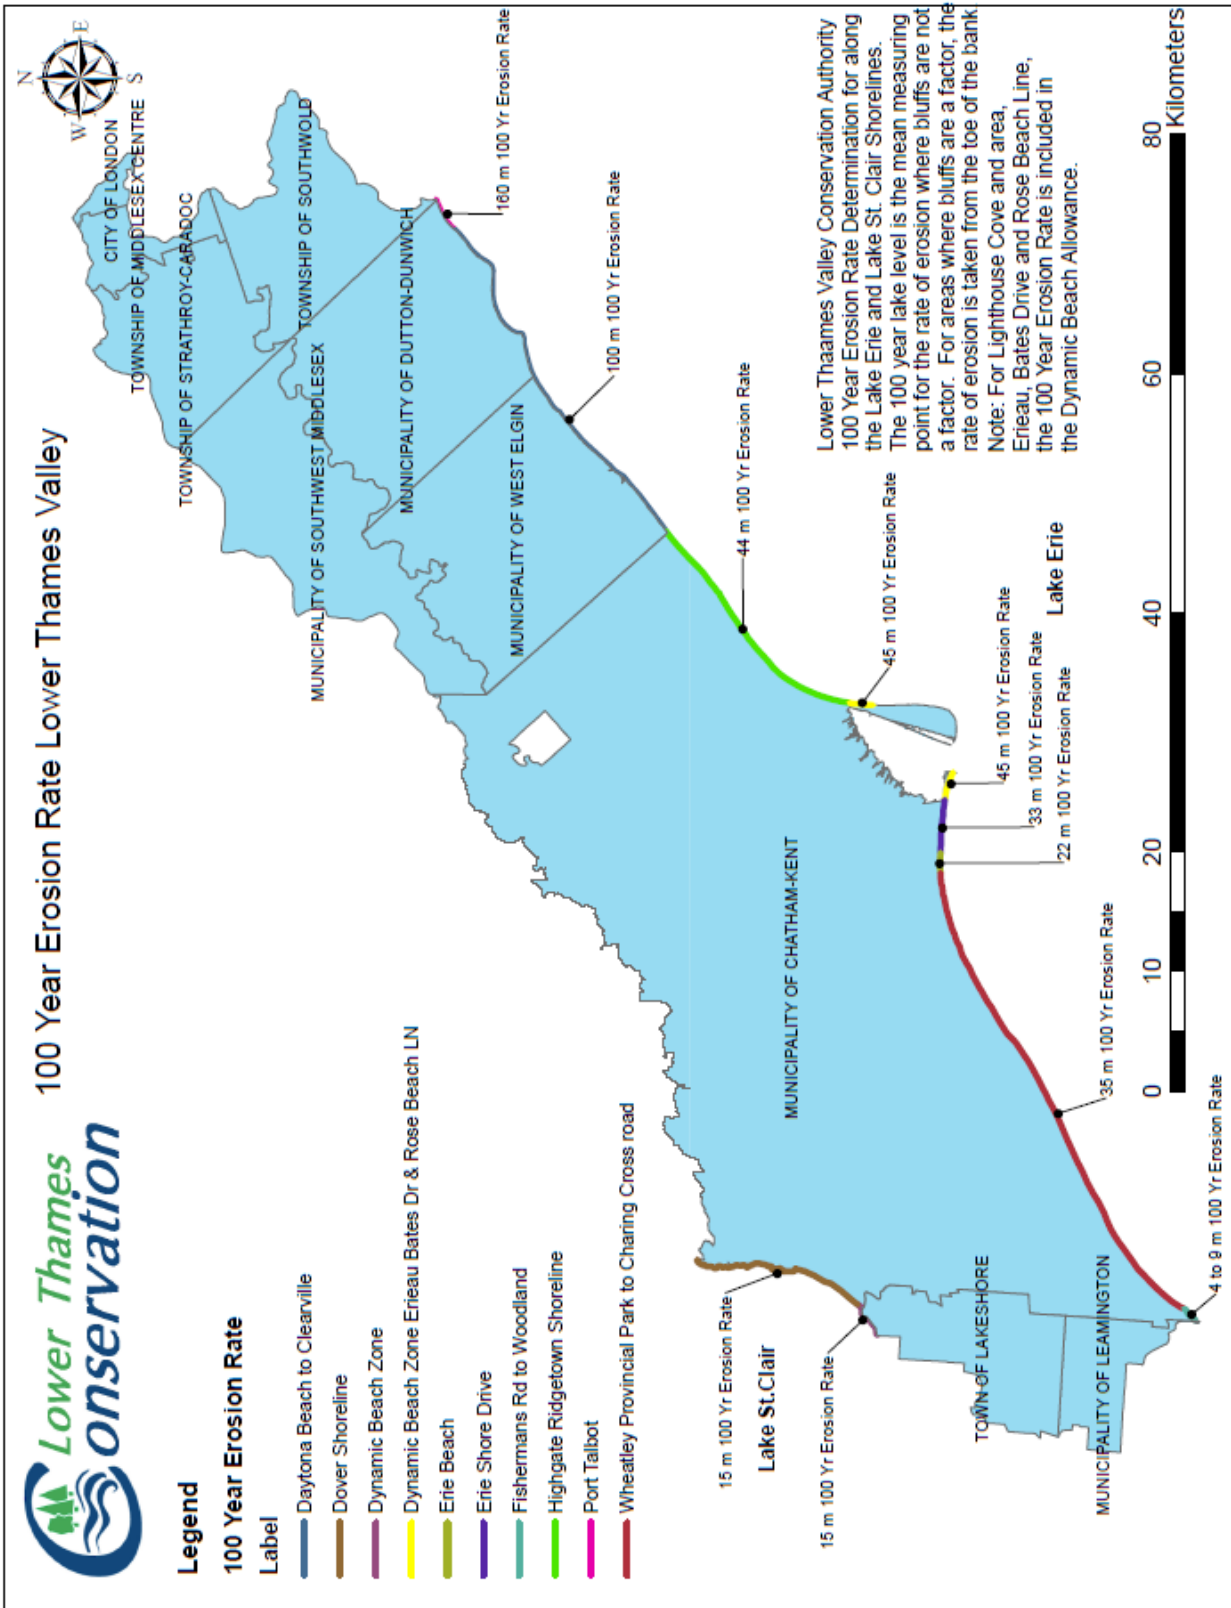 Lower Thames
Conservation
100 Year Erosion Rate Lower Thames Valley
N
E
S
W
Legend
100 Year Erosion Rate
Label
Daytona Beach to Clearville
Dover Shoreline
Dynamic Beach Zone
Dynamic Beach Zone Erieau Bates Dr & Rose Beach LN
Erie Beach
Erie Shore Drive
Fishermans Rd to Woodland
Highgate Ridgetown Shoreline
Port Talbot
Wheatley Provincial Park to Charing Cross road
CITY OF LONDON
TOWNSHIP OF MIDDLESEX CENTRE
TOWNSHIP OF STRATHROY-CARADOC
TOWNSHIP OF SOUTHWOLD
MUNICIPALITY OF SOUTHWEST MIDDLESEX
MUNICIPALITY OF DUTTON-DUNWICH
MUNICIPALITY OF WEST ELGIN
MUNICIPALITY OF CHATHAM-KENT
TOWN OF LAKESHORE
MUNICIPALITY OF LEAMINGTON
160 m 100 Yr Erosion Rate
100 m 100 Yr Erosion Rate
44 m 100 Yr Erosion Rate
45 m 100 Yr Erosion Rate
45 m 100 Yr Erosion Rate
33 m 100 Yr Erosion Rate
22 m 100 Yr Erosion Rate
35 m 100 Yr Erosion Rate
4 to 9 m 100 Yr Erosion Rate
15 m 100 Yr Erosion Rate
Lake St.Clair
15 m 100 Yr Erosion Rate
Lake Erie
Lower Thaames Valley Conservation Authority
100 Year Erosion Rate Determination for along
the Lake Erie and Lake St. Clair Shorelines.
The 100 year lake level is the mean measuring
point for the rate of erosion where bluffs are not
a factor. For areas where bluffs are a factor, the
rate of erosion is taken from the toe of the bank.
Note: For Lighthouse Cove and area,
Erieau, Bates Drive and Rose Beach Line,
the 100 Year Erosion Rate is included in
the Dynamic Beach Allowance.
0 10 20 40 60 80
Kilometers